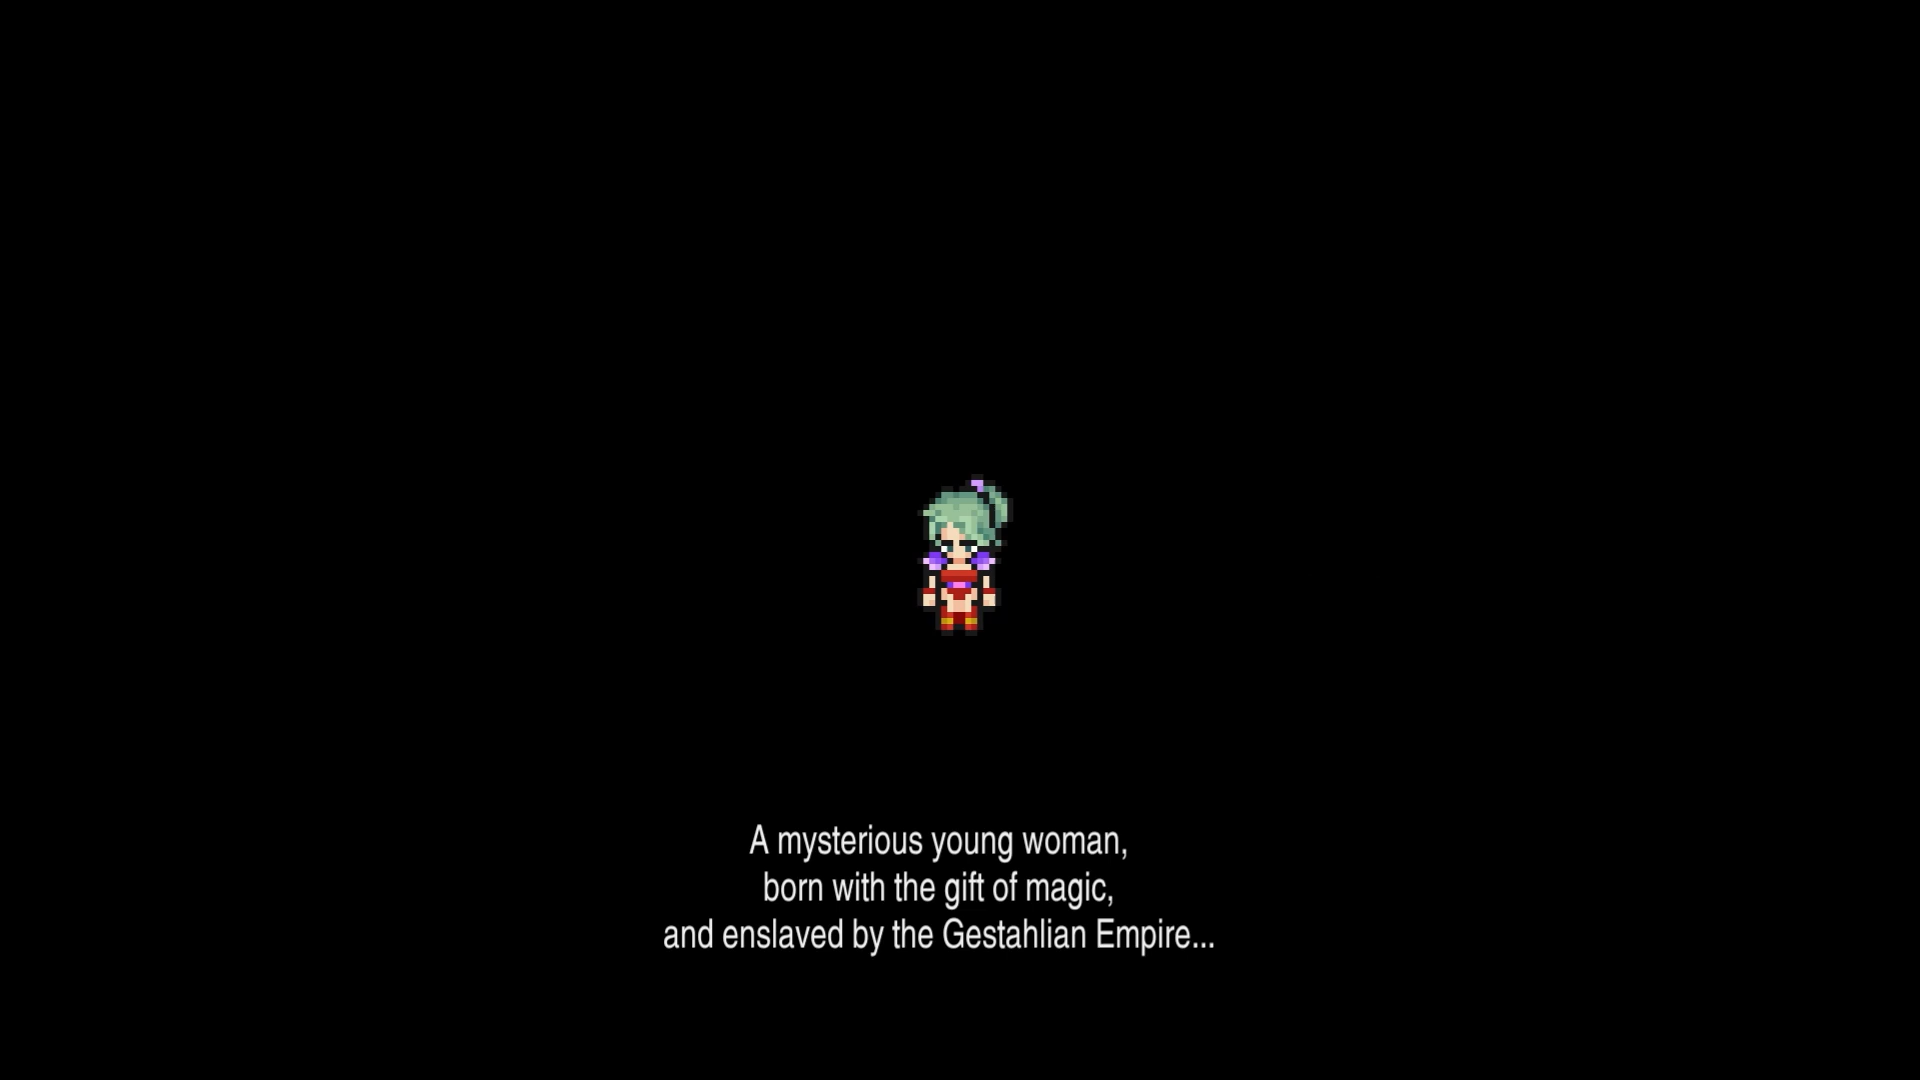 A mysterious young woman,
born with the gift of magic,
and enslaved by the Gestahlian Empire...